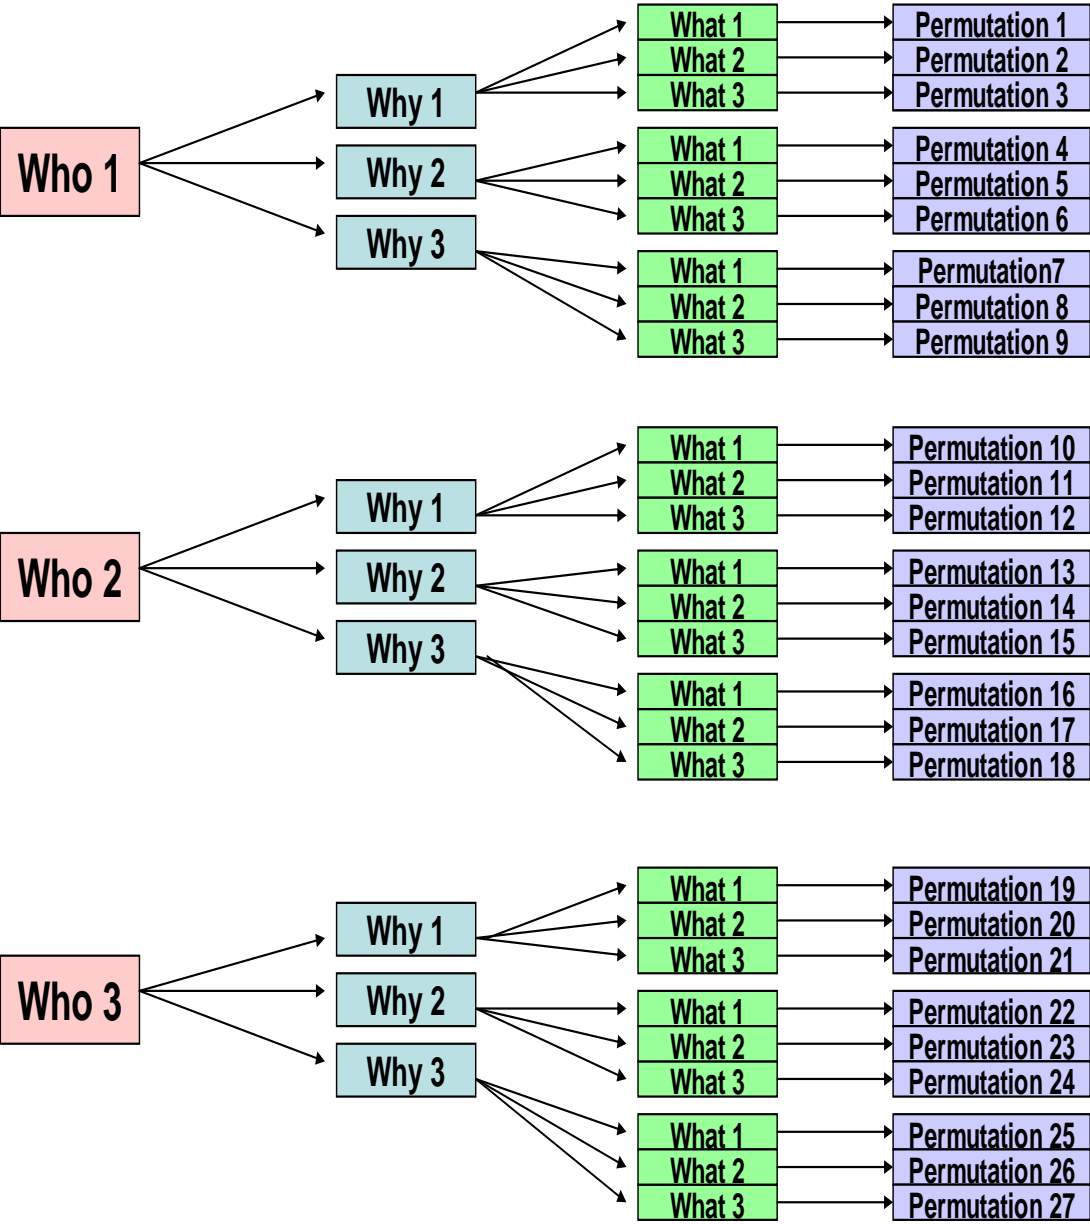 Who 1
Why 1
What 1
Permutation 1
What 2
Permutation 2
What 3
Permutation 3
Why 2
What 1
Permutation 4
What 2
Permutation 5
What 3
Permutation 6
Why 3
What 1
Permutation7
What 2
Permutation 8
What 3
Permutation 9
Who 2
Why 1
What 1
Permutation 10
What 2
Permutation 11
What 3
Permutation 12
Why 2
What 1
Permutation 13
What 2
Permutation 14
What 3
Permutation 15
Why 3
What 1
Permutation 16
What 2
Permutation 17
What 3
Permutation 18
Who 3
Why 1
What 1
Permutation 19
What 2
Permutation 20
What 3
Permutation 21
Why 2
What 1
Permutation 22
What 2
Permutation 23
What 3
Permutation 24
Why 3
What 1
Permutation 25
What 2
Permutation 26
What 3
Permutation 27